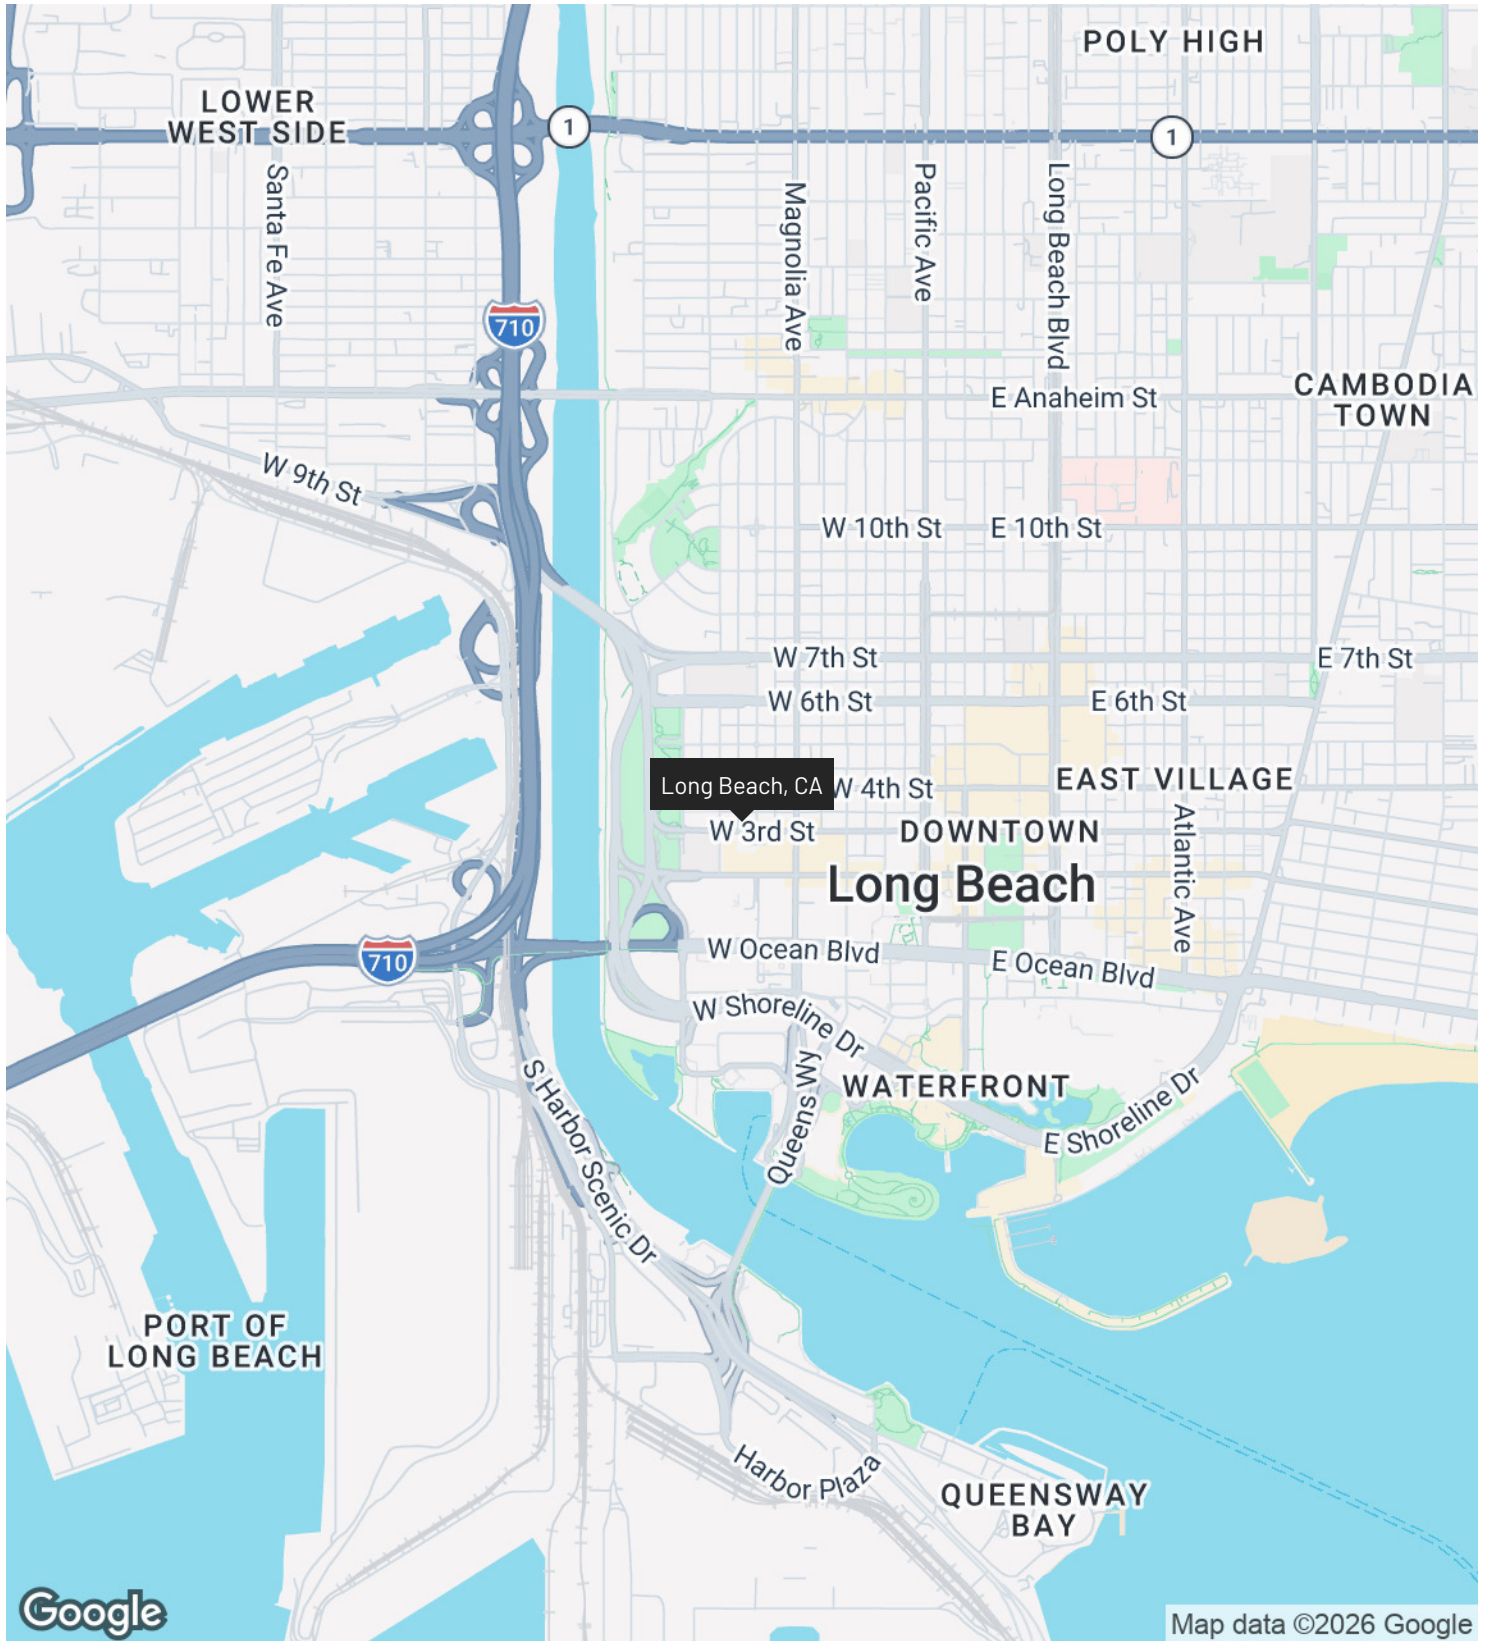 POLY HIGH
LOWER
WEST SIDE
1
1
Santa Fe Ave
Magnolia Ave
Pacific Ave
Long Beach Blvd
710
E Anaheim St
CAMBODIA
TOWN
W 9th St
W 10th St
E 10th St
W 7th St
E 7th St
W 6th St
E 6th St
Long Beach, CA
W 4th St
EAST VILLAGE
W 3rd St
DOWNTOWN
Atlantic Ave
Long Beach
710
W Ocean Blvd
E Ocean Blvd
W Shoreline Dr
S Harbor Scenic Dr
Queens Wy
WATERFRONT
E Shoreline Dr
PORT OF
LONG BEACH
Harbor Plaza
QUEENSWAY
BAY
Google
Map data ©2026 Google